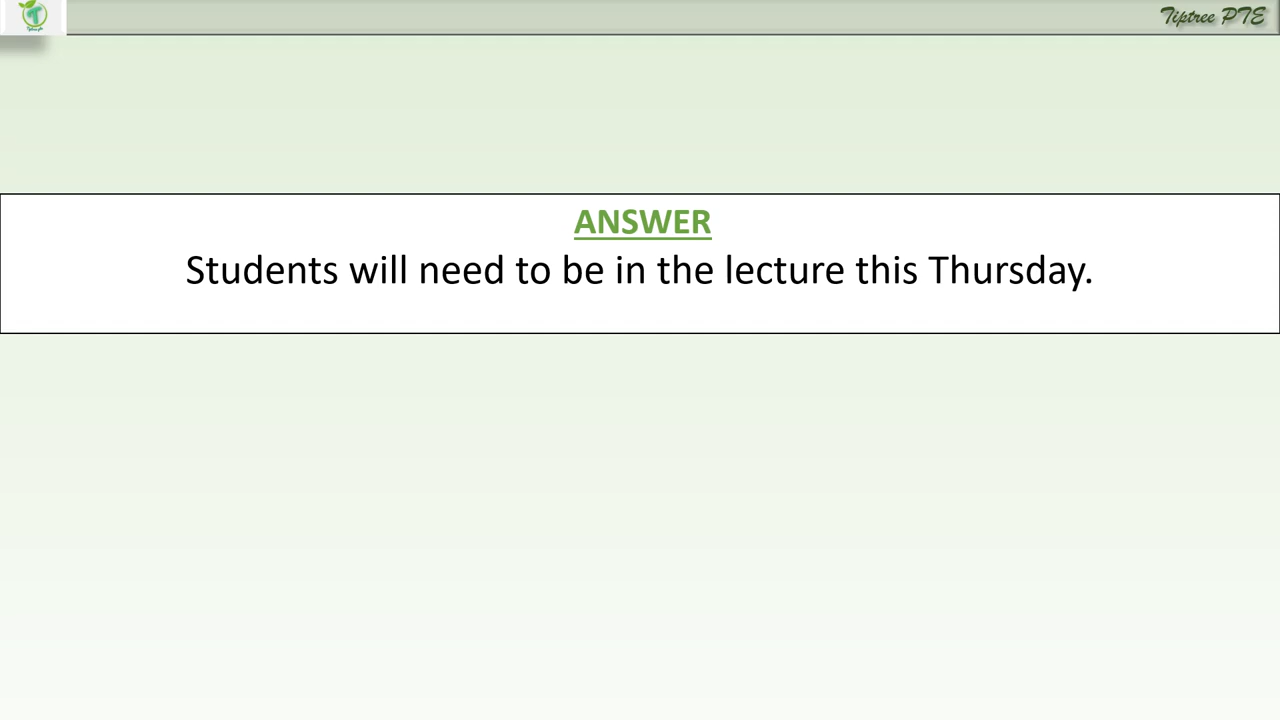 Tiptree PTE
ANSWER
Students will need to be in the lecture this Thursday.